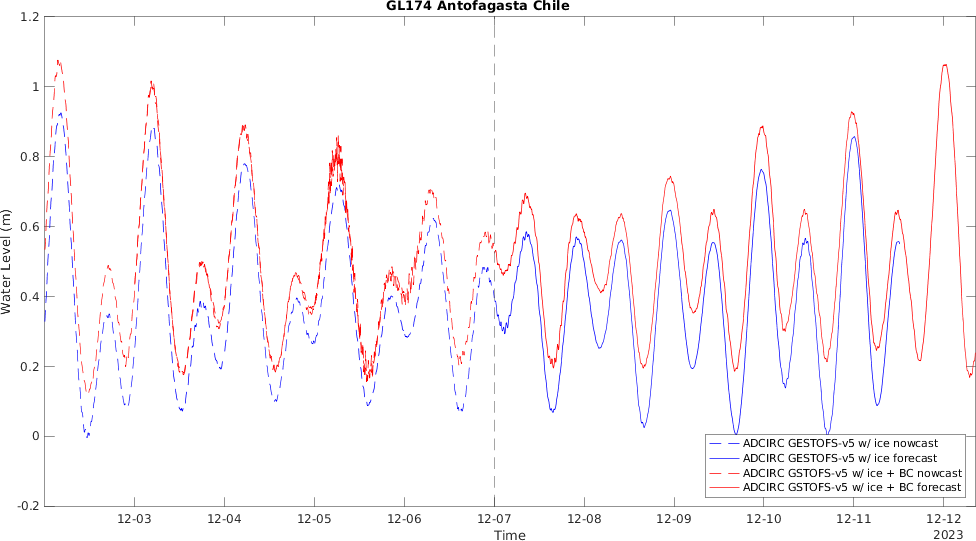 GL174 Antofagasta Chile
1.2
1
0.8
0.6
0.4
0.2
0
-0.2
Water Level (m)
ADCIRC GESTOFS-v5 w/ ice nowcast
ADCIRC GESTOFS-v5 w/ ice forecast
ADCIRC GSTOFS-v5 w/ ice + BC nowcast
ADCIRC GSTOFS-v5 w/ ice + BC forecast
12-03 12-04 12-05 12-06 12-07 12-08 12-09 12-10 12-11 12-12
Time 2023